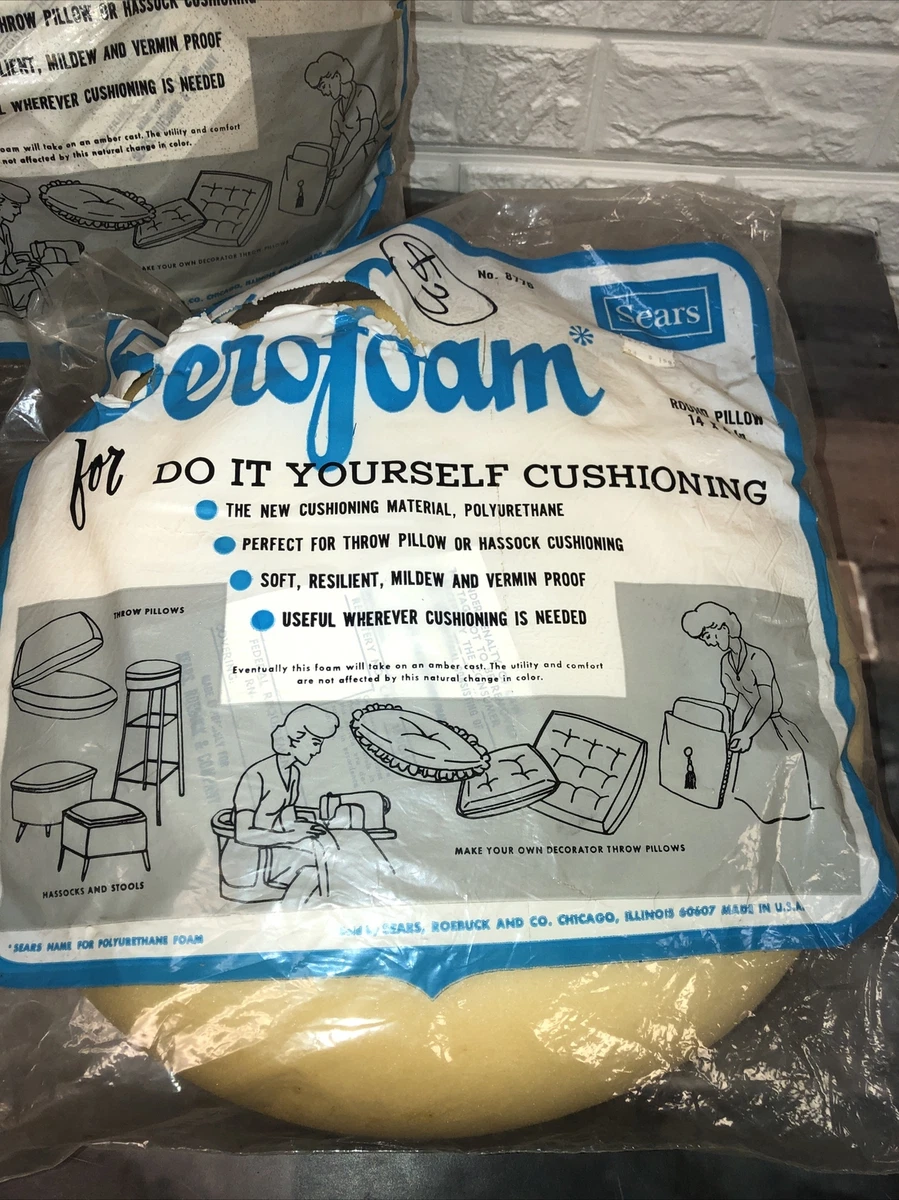 THROW PILLOW OR HASSOCK CUSHIONING
MILDEW AND VERMIN PROOF
WHEREVER CUSHIONING IS NEEDED
foam will take on an amber cast. The utility and comfort
not affected by this natural change in color.
MAKE YOUR OWN DECORATOR THROW PILLOWS
CO. CHICAGO, ILLINOIS
No. 8776
Sears
Serofoam*
ROUND PILLOW
14 x
for DO IT YOURSELF CUSHIONING
THE NEW CUSHIONING MATERIAL, POLYURETHANE
PERFECT FOR THROW PILLOW OR HASSOCK CUSHIONING
SOFT, RESILIENT, MILDEW AND VERMIN PROOF
USEFUL WHEREVER CUSHIONING IS NEEDED
Eventually this foam will take on an amber cast. The utility and comfort
are not affected by this natural change in color.
THROW PILLOWS
HASSOCKS AND STOOLS
MAKE YOUR OWN DECORATOR THROW PILLOWS
*SEARS NAME FOR POLYURETHANE FOAM
SEARS, ROEBUCK AND CO. CHICAGO, ILLINOIS 60607 MADE IN U.S.A.